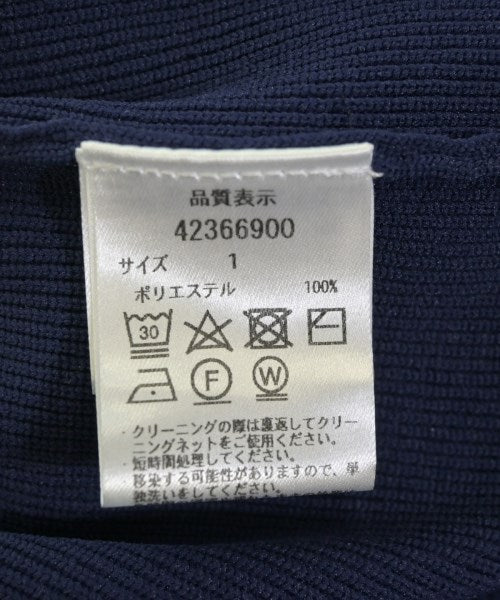 品質表示
42366900
サイズ 1
ポリエステル 100%
30
F W
・クリーニングの際は裏返してクリー
ニングネットをご使用ください。
・短時間処理してください。
移染する可能性がありますので、単
独洗いをしてください